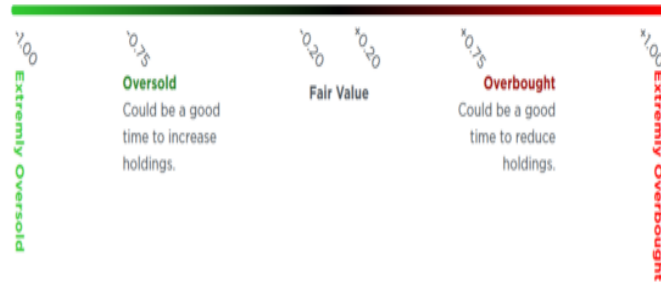 -1.00
-0.75
-0.20
+0.20
+0.75
+1.00
Extremly Oversold
Oversold
Could be a good
time to increase
holdings.
Fair Value
Overbought
Could be a good
time to reduce
holdings.
Extremly Overbought